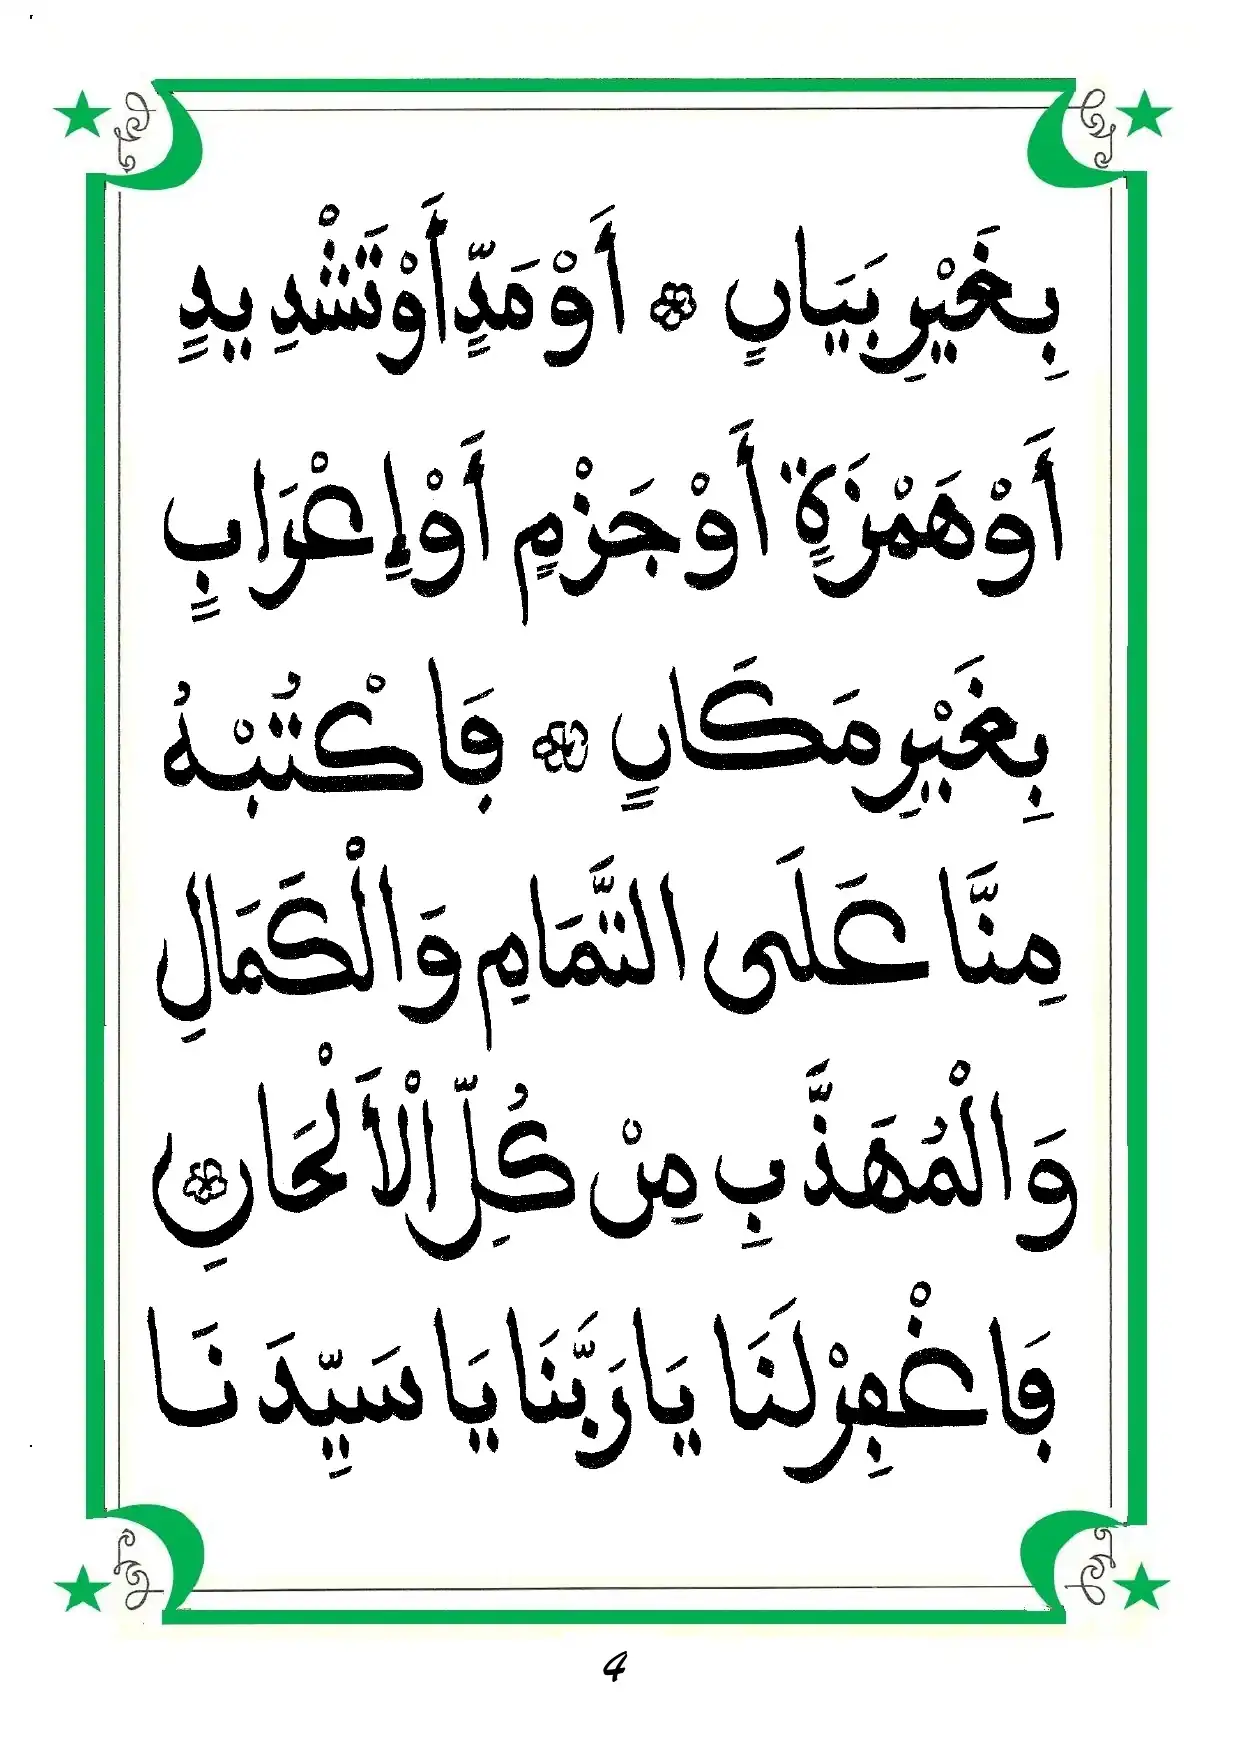 بِغَيْرِ بَيَانٍ ۞ أَوْ مَدٍّ أَوْ تَشْدِيدٍ
أَوْ هَمْزَةٍ أَوْ جَزْمٍ أَوْ إِعْرَابٍ
بِغَيْرِ مَكَانٍ ۞ فَاكْتُبْهُ
مِنَّا عَلَى التَّمَامِ وَالْكَمَالِ
وَالْمُهَذَّبِ مِنْ كُلِّ الْأَلْحَانِ ۞
فَاغْفِرْ لَنَا يَا رَبَّنَا يَا سَيِّدَنَا
4